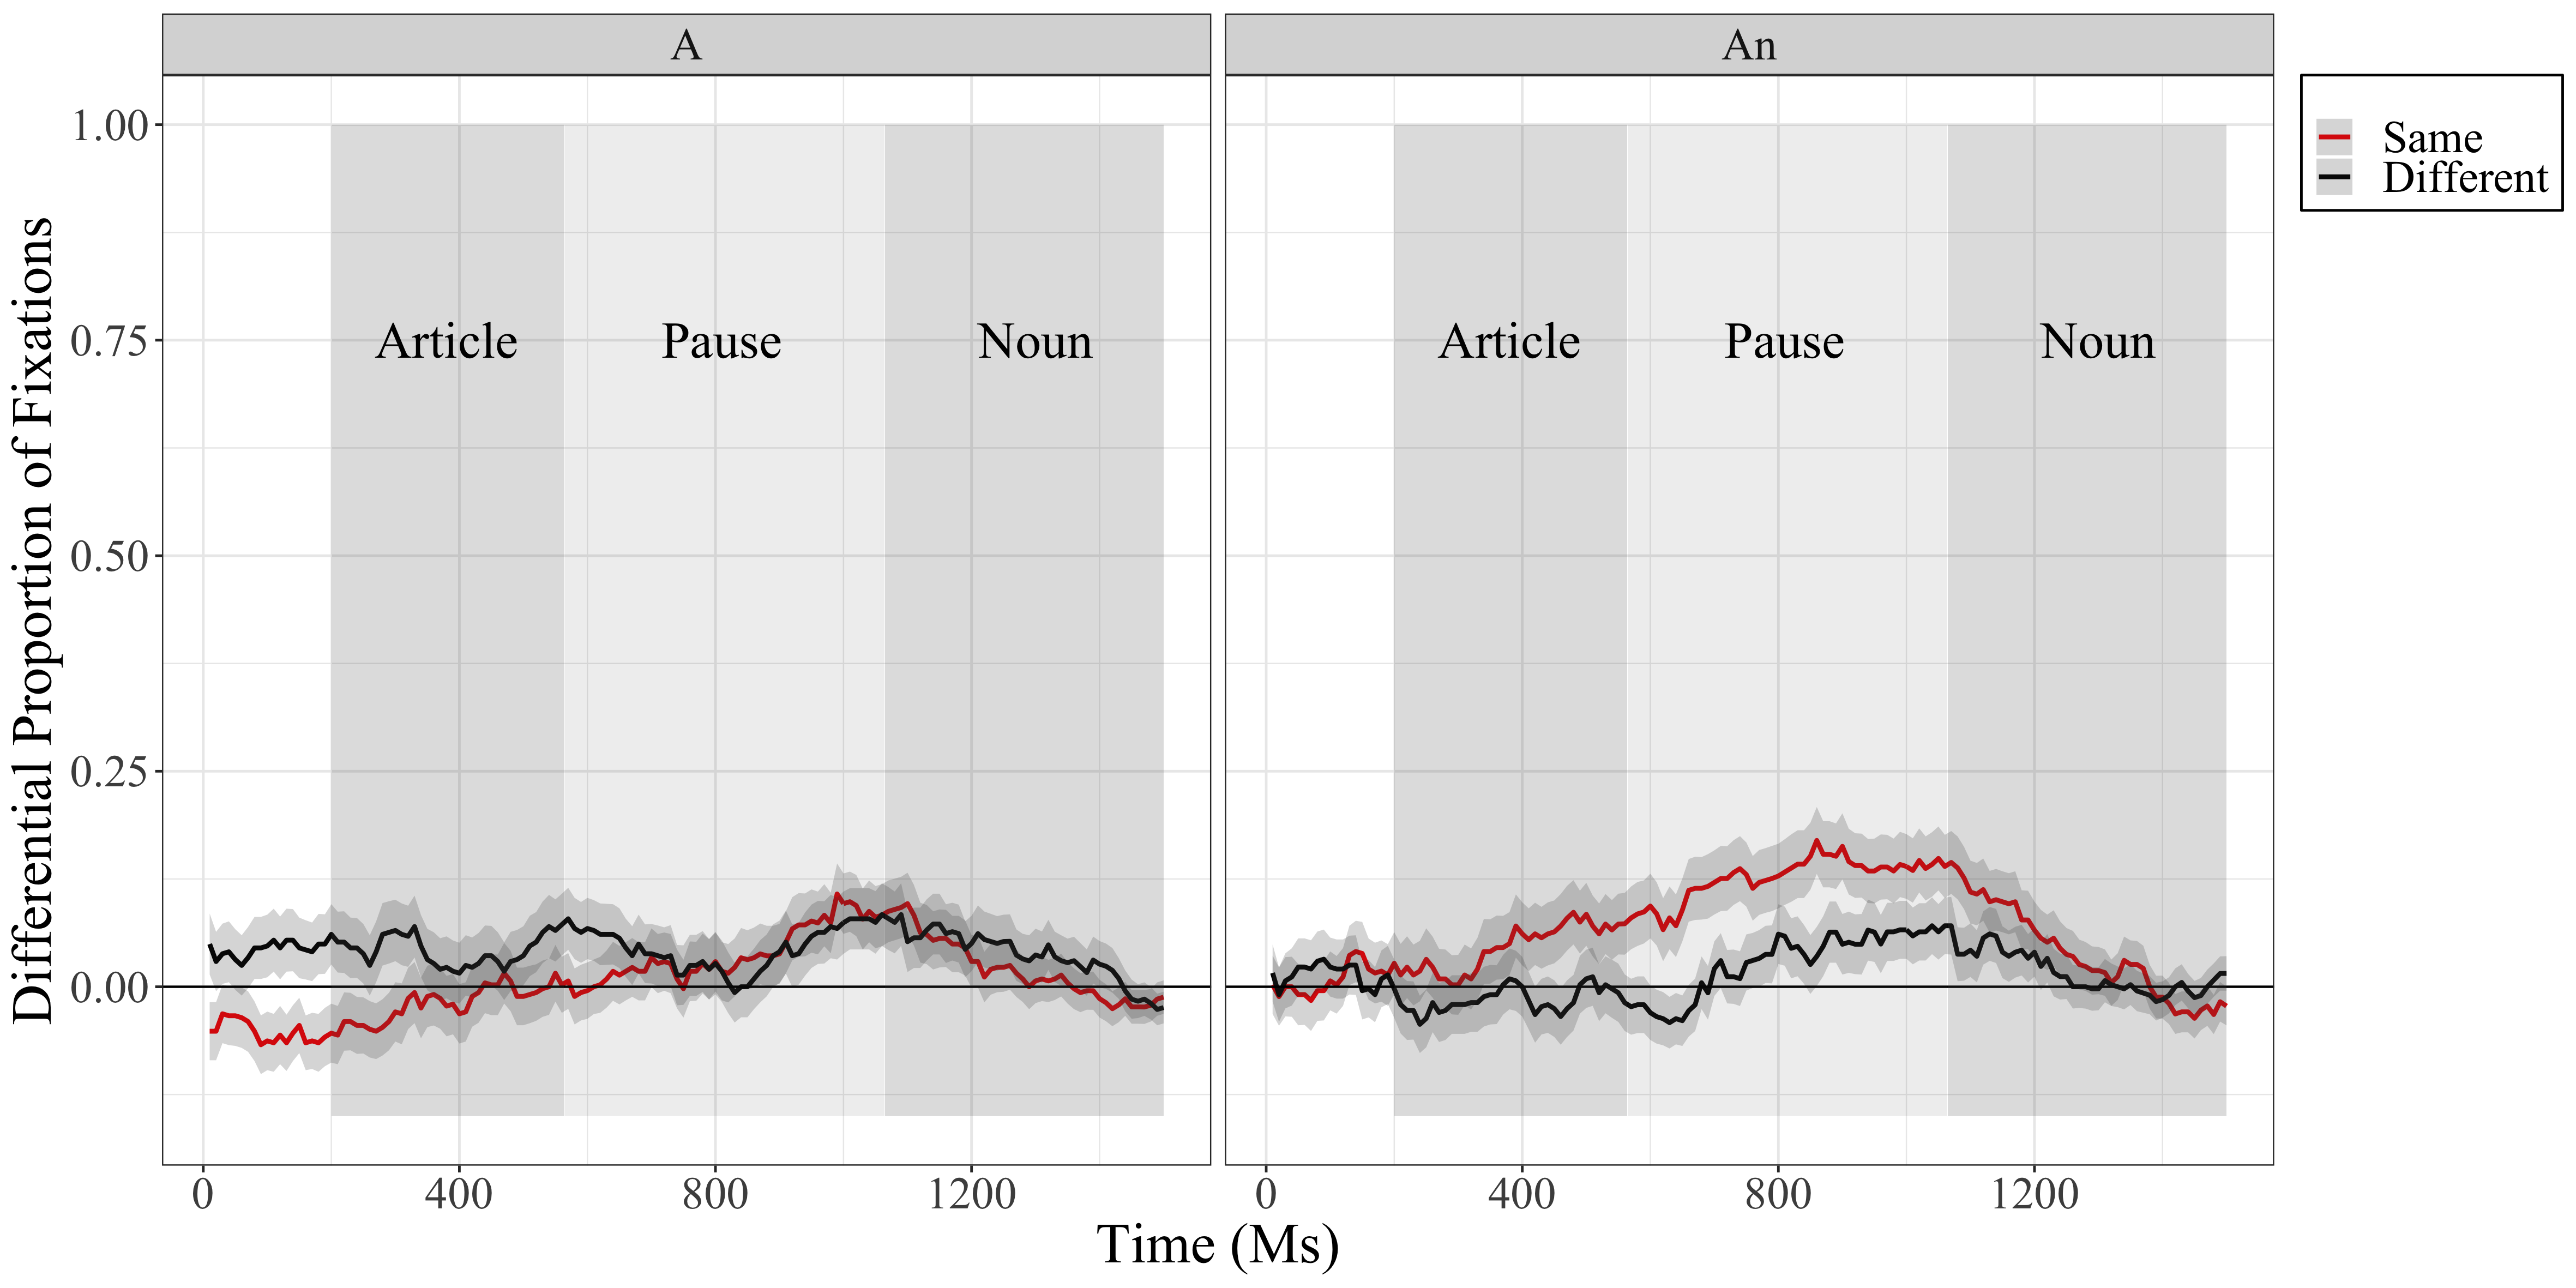 A
An
Same
Different
Differential Proportion of Fixations
1.00
0.75
0.50
0.25
0.00
Article Pause Noun
Article Pause Noun
0 400 800 1200
0 400 800 1200
Time (Ms)